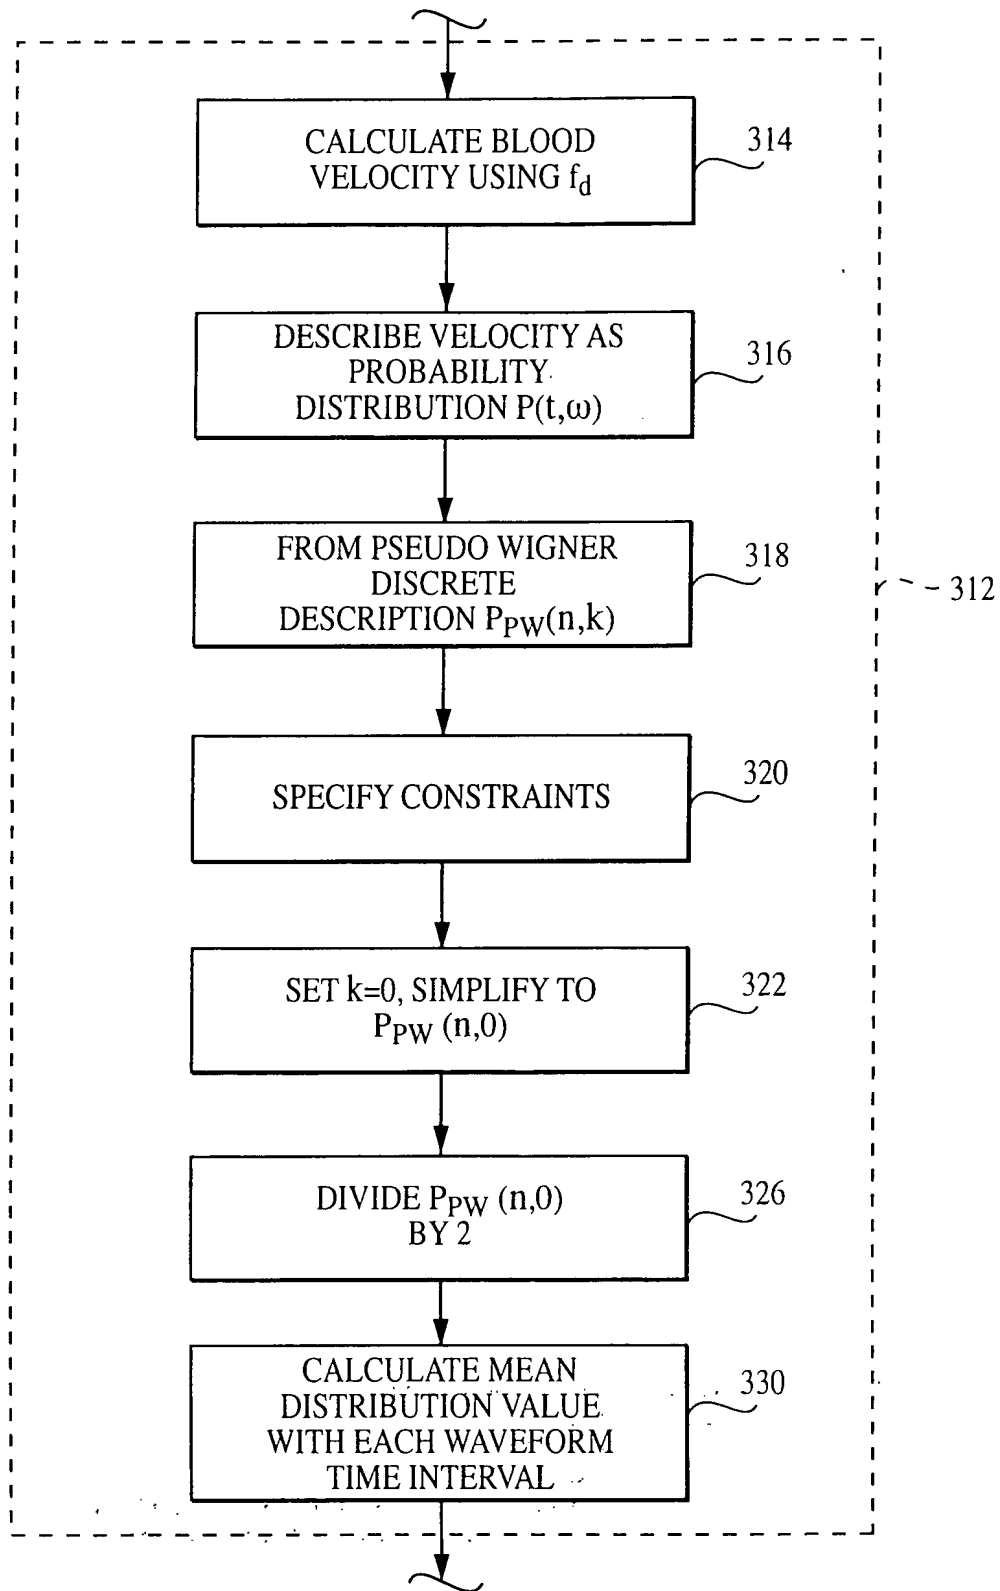 CALCULATE BLOOD
VELOCITY USING fd
314
DESCRIBE VELOCITY AS
PROBABILITY
DISTRIBUTION P(t,ω)
316
FROM PSEUDO WIGNER
DISCRETE
DESCRIPTION PPW(n,k)
318
312
SPECIFY CONSTRAINTS
320
SET k=0, SIMPLIFY TO
PPW (n,0)
322
DIVIDE PPW (n,0)
BY 2
326
CALCULATE MEAN
DISTRIBUTION VALUE
WITH EACH WAVEFORM
TIME INTERVAL
330